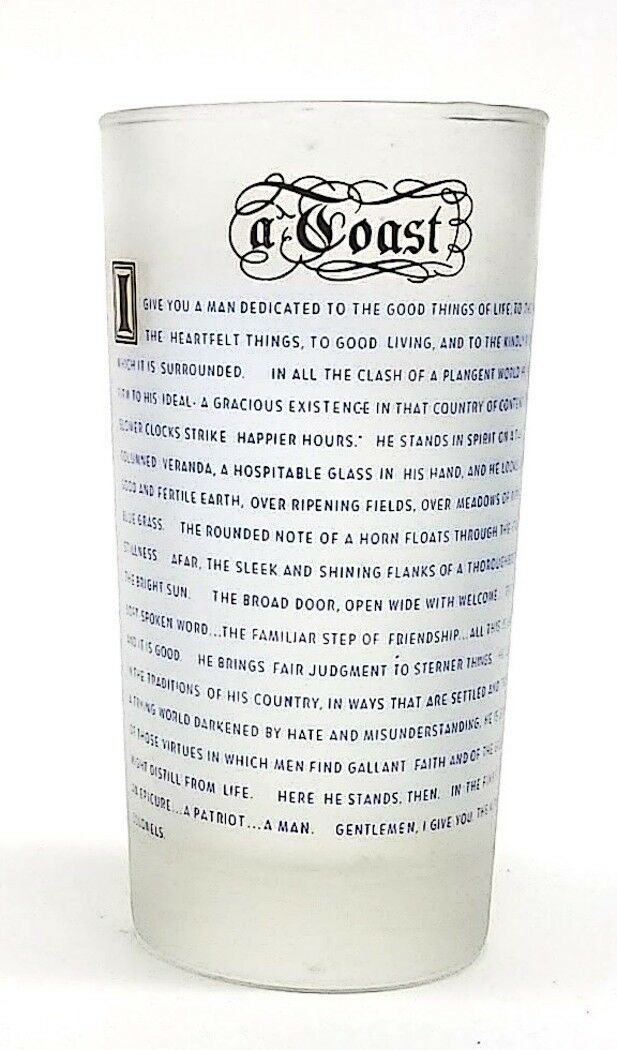 a Toast
I GIVE YOU A MAN DEDICATED TO THE GOOD THINGS OF LIFE, TO
THE HEARTFELT THINGS, TO GOOD LIVING, AND TO THE KINDLY
WHICH IT IS SURROUNDED. IN ALL THE CLASH OF A PLANGENT WORLD
TO HIS IDEAL- A GRACIOUS EXISTENCE IN THAT COUNTRY OF
SLOWER CLOCKS STRIKE HAPPIER HOURS." HE STANDS IN SPIRIT ON A
COLUMNED VERANDA, A HOSPITABLE GLASS IN HIS HAND, AND HE
GOOD AND FERTILE EARTH, OVER RIPENING FIELDS, OVER MEADOWS OF
BLUE GRASS. THE ROUNDED NOTE OF A HORN FLOATS THROUGH THE
STILLNESS. AFAR, THE SLEEK AND SHINING FLANKS OF A
THE BRIGHT SUN. THE BROAD DOOR, OPEN WIDE WITH WELCOME.
SOFT SPOKEN WORD...THE FAMILIAR STEP OF FRIENDSHIP...ALL THIS
AND IT IS GOOD. HE BRINGS FAIR JUDGMENT TO STERNER THINGS.
IN THE TRADITIONS OF HIS COUNTRY, IN WAYS THAT ARE SETTLED AND
A TRYING WORLD DARKENED BY HATE AND MISUNDERSTANDING, HE IS
OF THOSE VIRTUES IN WHICH MEN FIND GALLANT FAITH AND OF THE
MIGHT DISTILL FROM LIFE. HERE HE STANDS, THEN. IN THE
AN EPICURE...A PATRIOT...A MAN. GENTLEMEN, I GIVE YOU, THE
COLONELS.